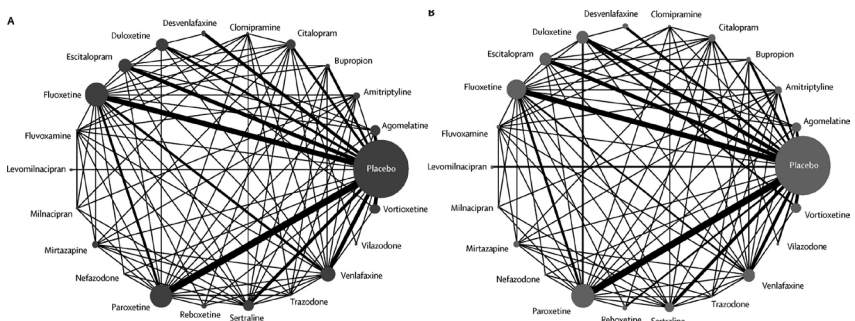 A
Desvenlafaxine
Clomipramine
Duloxetine
Citalopram
Escitalopram
Bupropion
Fluoxetine
Amitriptyline
Fluvoxamine
Agomelatine
Levomilnacipran
Placebo
Milnacipran
Vortioxetine
Mirtazapine
Vilazodone
Nefazodone
Venlafaxine
Paroxetine
Trazodone
Reboxetine
Sertraline
B
Desvenlafaxine
Clomipramine
Duloxetine
Citalopram
Escitalopram
Bupropion
Fluoxetine
Amitriptyline
Fluvoxamine
Agomelatine
Levomilnacipran
Placebo
Milnacipran
Vortioxetine
Mirtazapine
Vilazodone
Nefazodone
Venlafaxine
Paroxetine
Trazodone
Reboxetine
Sertraline